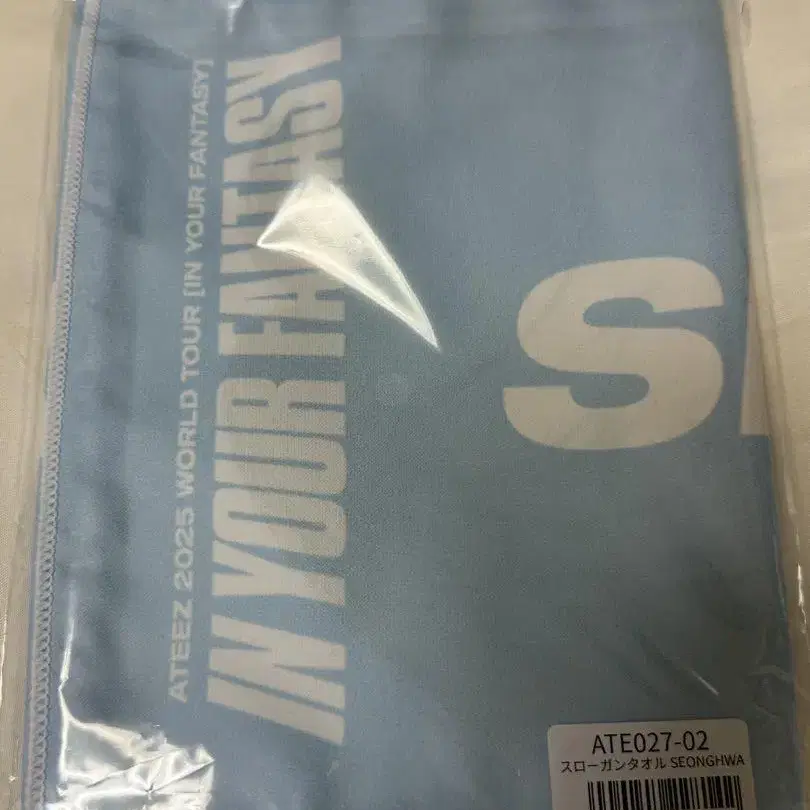 ATEEZ 2025 WORLD TOUR [IN YOUR FANTASY]
IN YOUR FANTASY
S
ATE027-02
スローガンタオル SEONGHWA